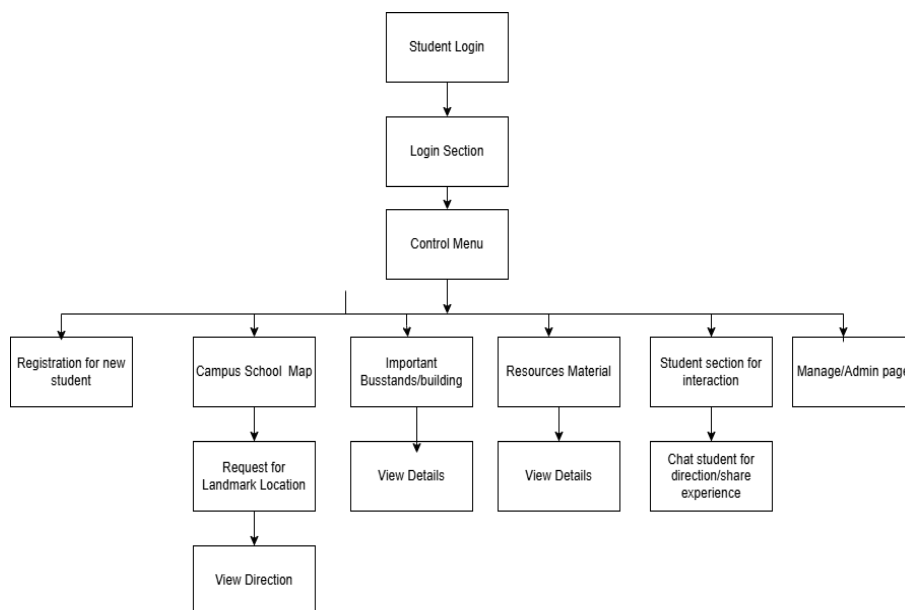 Student Login
Login Section
Control Menu
Registration for new
student
Campus School Map
Important
Busstands/building
Resources Material
Student section for
interaction
Manage/Admin page
Request for
Landmark Location
View Details
View Details
Chat student for
direction/share
experience
View Direction